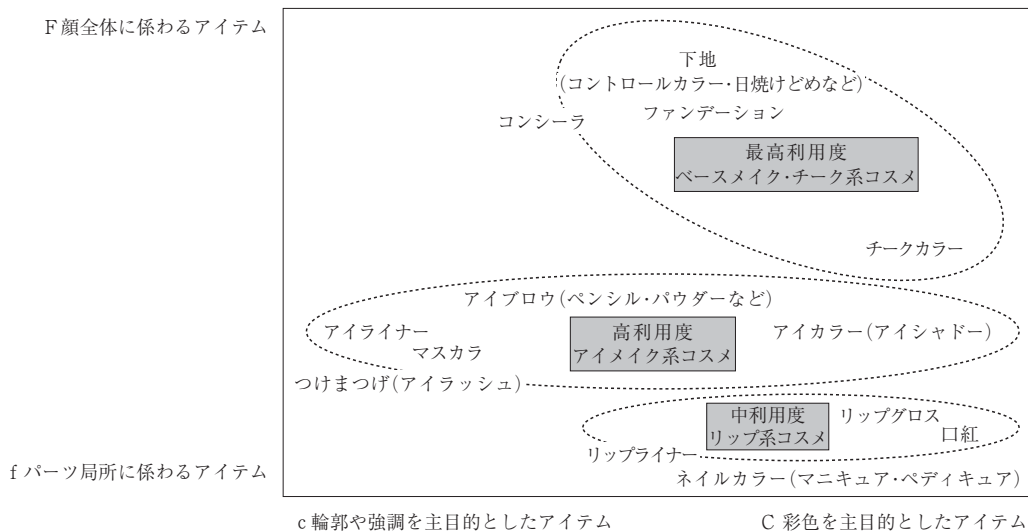 F 顔全体に係わるアイテム
下地
(コントロールカラー・日焼けどめなど)
ファンデーション
コンシーラ
最高利用度
ベースメイク・チーク系コスメ
チークカラー
アイブロウ(ペンシル・パウダーなど)
アイライナー
マスカラ
高利用度
アイメイク系コスメ
アイカラー(アイシャドー)
つけまつげ(アイラッシュ)
中利用度
リップ系コスメ
リップグロス
口紅
リップライナー
f パーツ局所に係わるアイテム
ネイルカラー(マニキュア・ペディキュア)
c 輪郭や強調を主目的としたアイテム
C 彩色を主目的としたアイテム